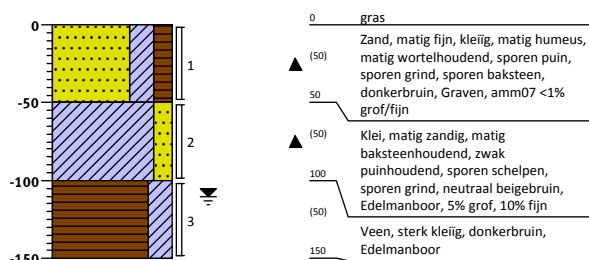 0
-50
-100
-150
1
2
3
0 gras
(50)
Zand, matig fijn, kleiïg, matig humeus,
matig wortelhoudend, sporen puin,
sporen grind, sporen baksteen,
donkerbruin, Graven, amm07 <1%
grof/fijn
50
(50)
Klei, matig zandig, matig
baksteenhoudend, zwak
puinhoudend, sporen schelpen,
sporen grind, neutraal beigebruin,
Edelmanboor, 5% grof, 10% fijn
100
(50)
Veen, sterk kleiïg, donkerbruin,
Edelmanboor
150